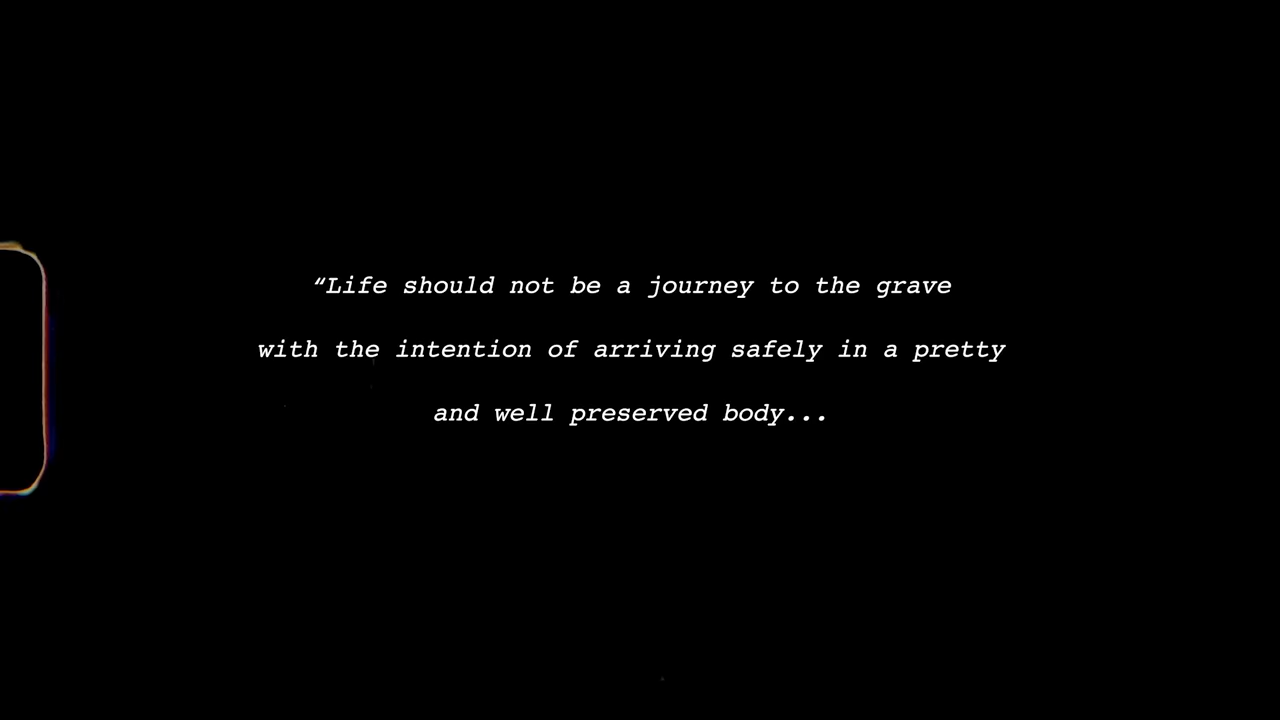 “Life should not be a journey to the grave
with the intention of arriving safely in a pretty
and well preserved body...